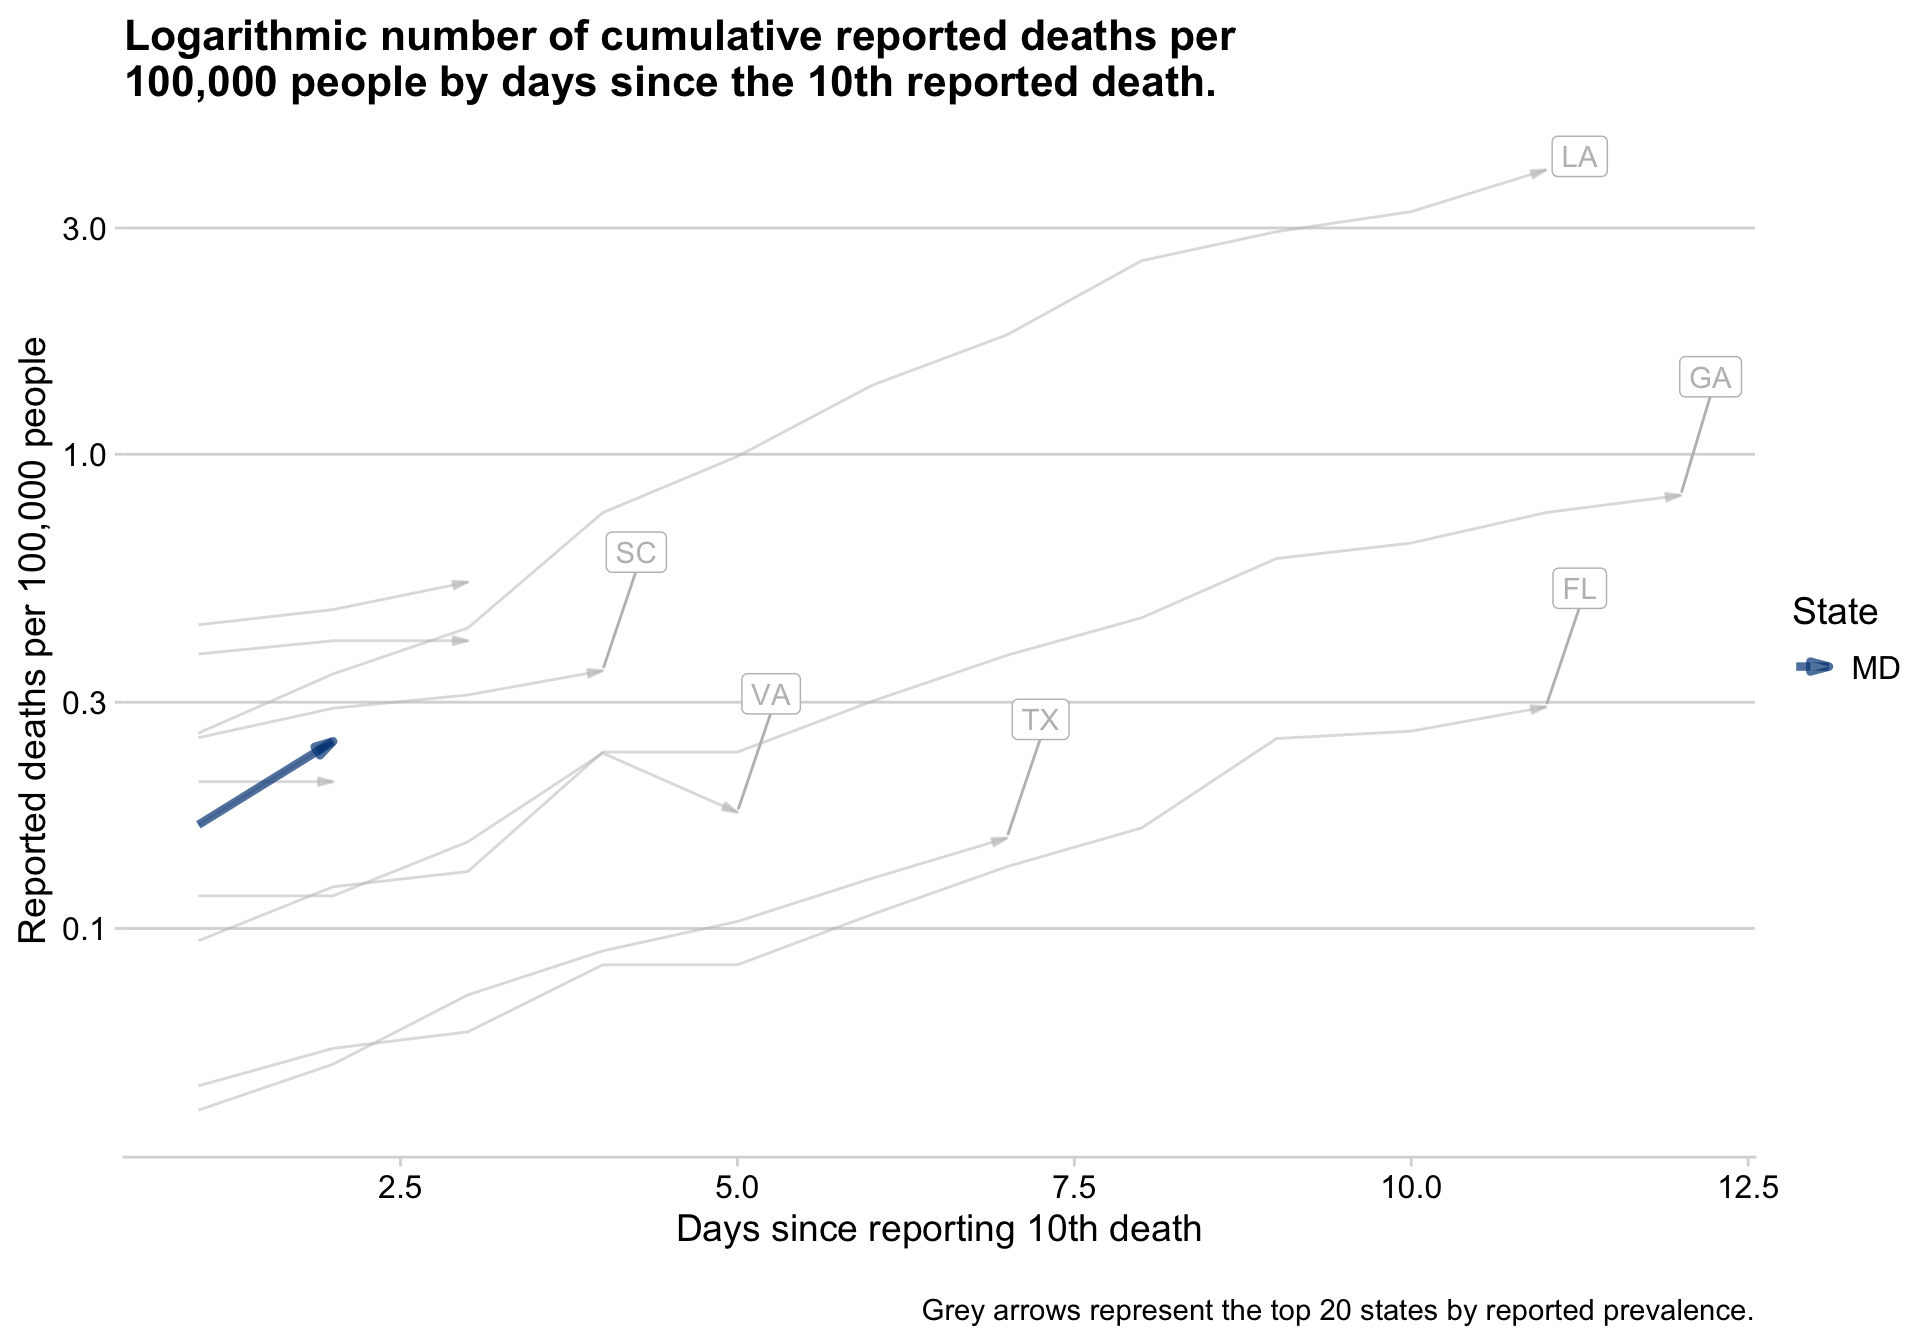 Logarithmic number of cumulative reported deaths per
100,000 people by days since the 10th reported death.
LA
3.0
GA
1.0
SC
FL
State
MD
VA
0.3
TX
0.1
Reported deaths per 100,000 people
2.5 5.0 7.5 10.0 12.5
Days since reporting 10th death
Grey arrows represent the top 20 states by reported prevalence.